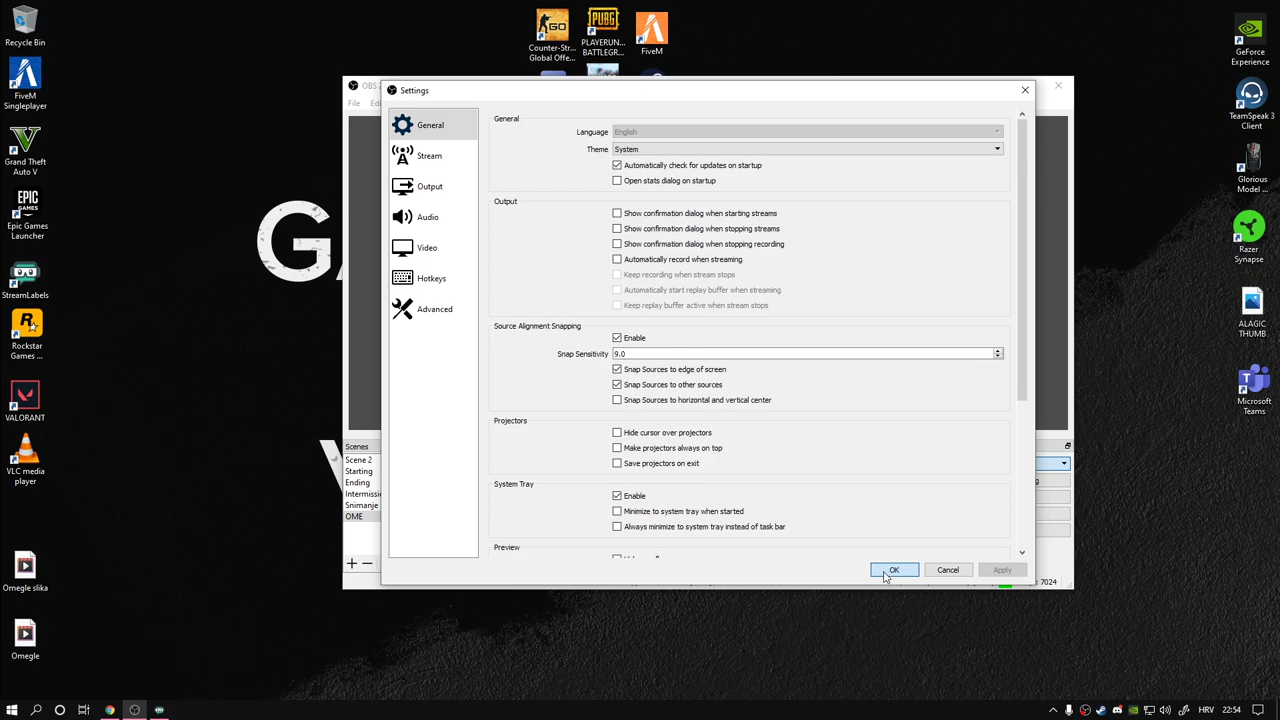 Recycle Bin
FiveM
Singleplayer
Grand Theft
Auto V
EPIC
GAMES
Epic Games
Launcher
StreamLabels
Rockstar
Games ...
VALORANT
VLC media
player
Omegle slika
Omegle
GO
Counter-Str...
Global Offe...
PUBG
PLAYERUN...
BATTLEGR...
FiveM
GeForce
Experience
TeamSpeak 3
Client
Glorious
Model ...
Razer
Synapse
ALAGIC
THUMB
Microsoft
Teams
OBS
File
Scenes
Scene 2
Starting
Ending
Intermissi
Snimanje
OME
Settings
General
Stream
Output
Audio
Video
Hotkeys
Advanced
General
Language
English
Theme
System
Automatically check for updates on startup
Open stats dialog on startup
Output
Show confirmation dialog when starting streams
Show confirmation dialog when stopping streams
Show confirmation dialog when stopping recording
Automatically record when streaming
Keep recording when stream stops
Automatically start replay buffer when streaming
Keep replay buffer active when stream stops
Source Alignment Snapping
Enable
Snap Sensitivity
9.0
Snap Sources to edge of screen
Snap Sources to other sources
Snap Sources to horizontal and vertical center
Projectors
Hide cursor over projectors
Make projectors always on top
Save projectors on exit
System Tray
Enable
Minimize to system tray when started
Always minimize to system tray instead of task bar
Preview
OK
Cancel
Apply
: 7024
HRV
22:54